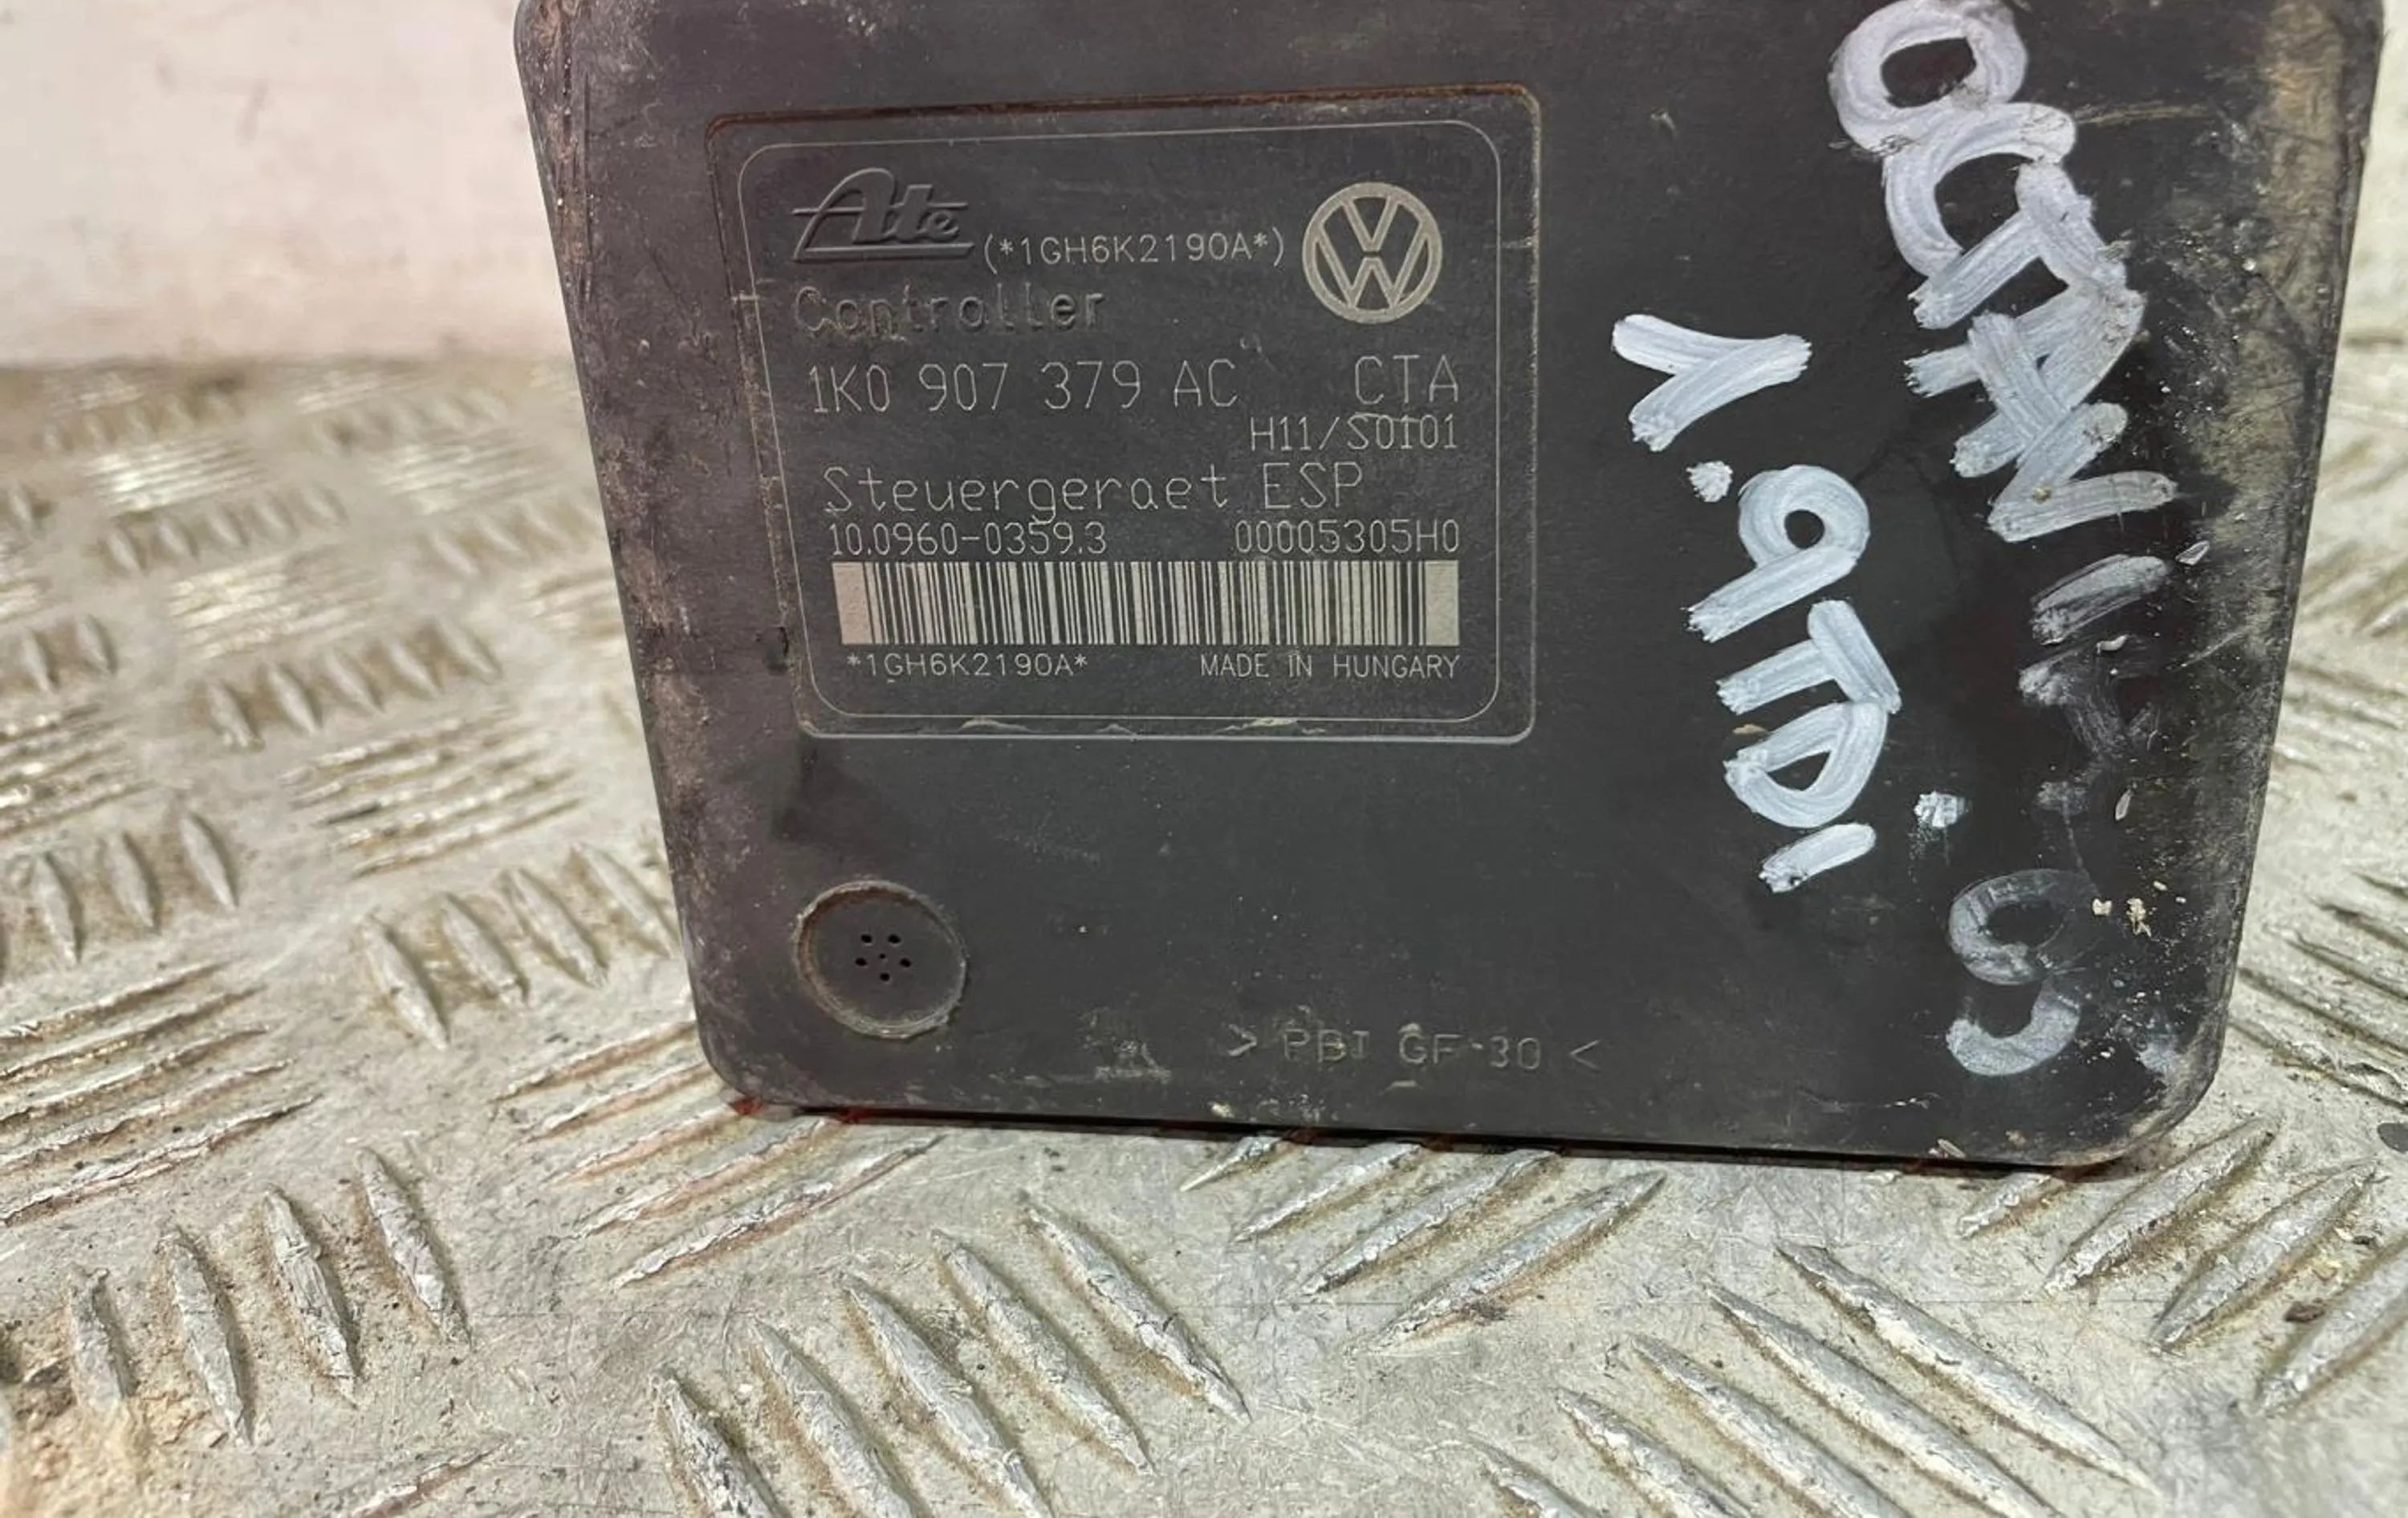 Ate (*1GH6K2190A*)
Controller
1K0 907 379 AC CTA
H11/S0101
Steuergeraet ESP
10.0960-0359.3 00005305H0
*1GH6K2190A* MADE IN HUNGARY
> PBT GF-30 <
OCTAVIA
1.9TDi